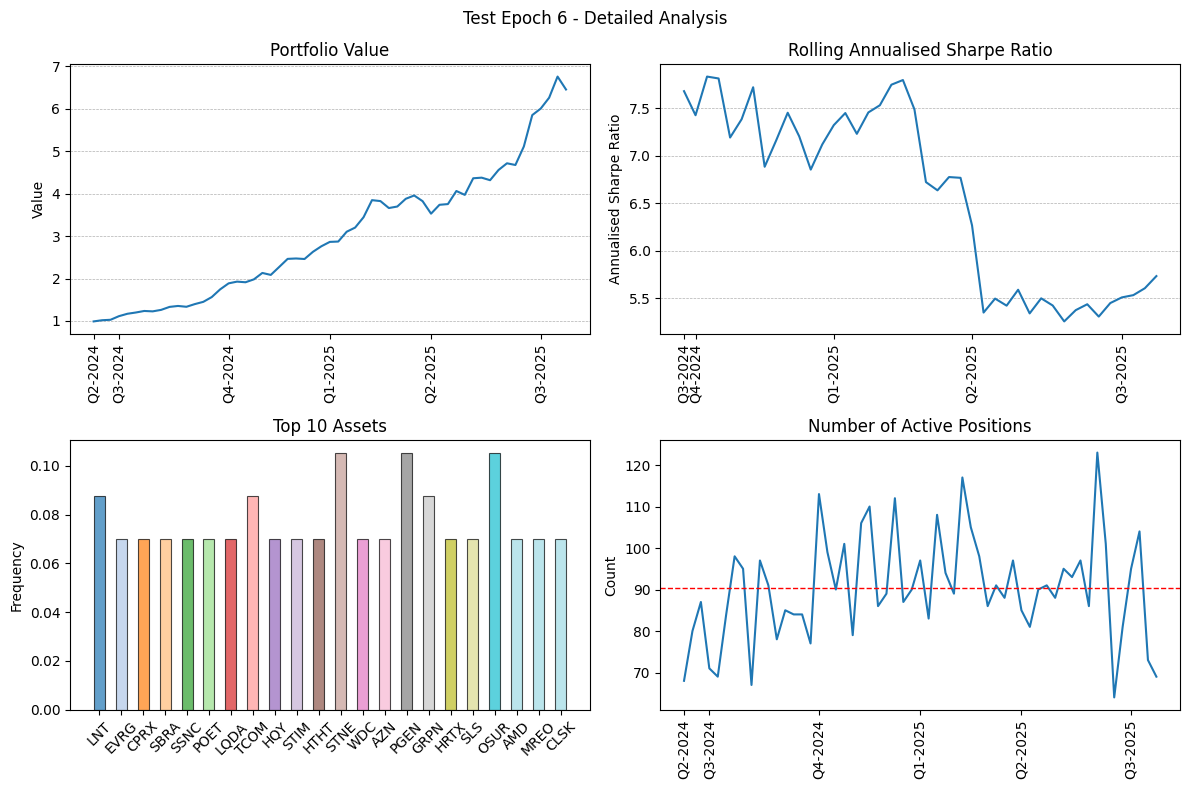 Test Epoch 6 - Detailed Analysis
Portfolio Value
Value
7
6
5
4
3
2
1
Q2-2024
Q3-2024
Q4-2024
Q1-2025
Q2-2025
Q3-2025
Rolling Annualised Sharpe Ratio
Annualised Sharpe Ratio
7.5
7.0
6.5
6.0
5.5
Q3-2024
Q4-2024
Q1-2025
Q2-2025
Q3-2025
Top 10 Assets
Frequency
0.10
0.08
0.06
0.04
0.02
0.00
LNT
EVRG
CPRX
SBRA
SSNC
POET
LQDA
TCOM
HQY
STIM
HTHT
STNE
WDC
AZN
PGEN
GRPN
HRTX
SLS
OSUR
AMD
MREO
CLSK
Number of Active Positions
Count
120
110
100
90
80
70
Q2-2024
Q3-2024
Q4-2024
Q1-2025
Q2-2025
Q3-2025